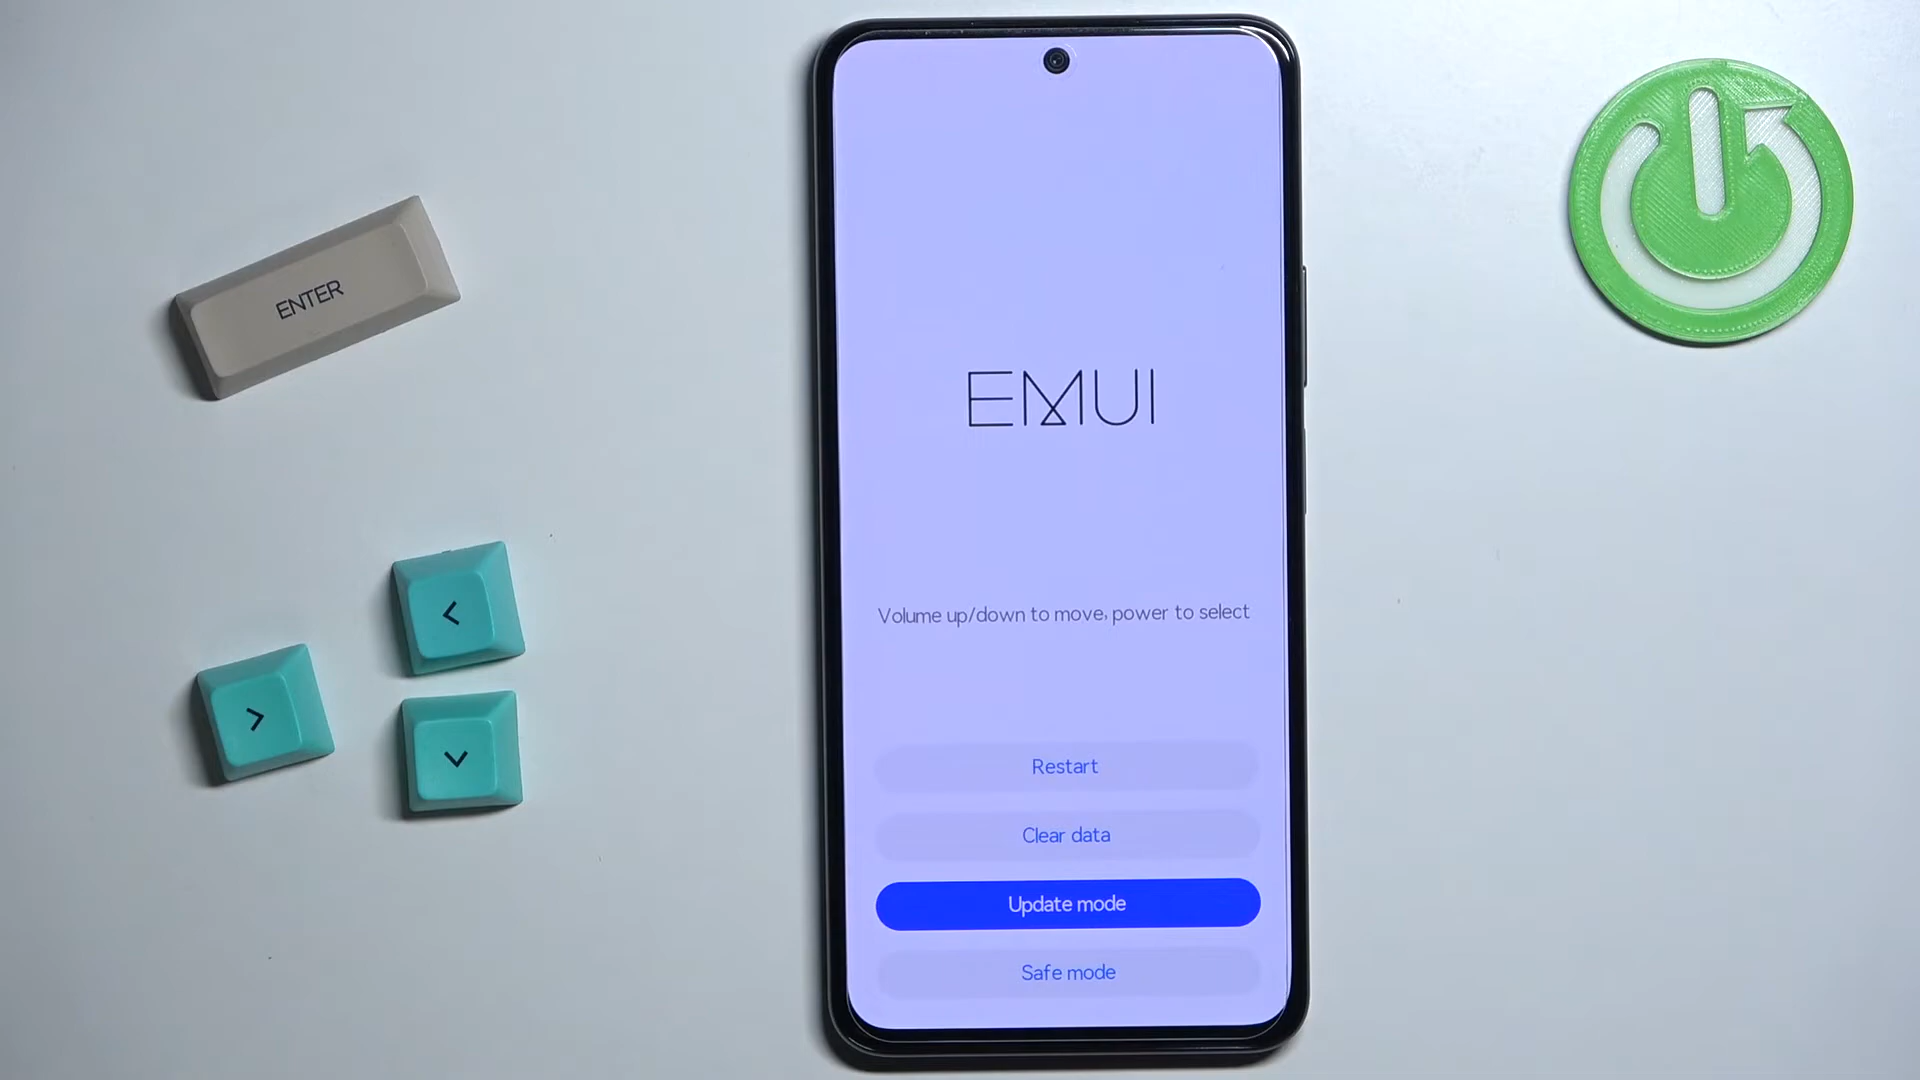 ENTER
<
>
EMUI
Volume up/down to move, power to select
Restart
Clear data
Update mode
Safe mode